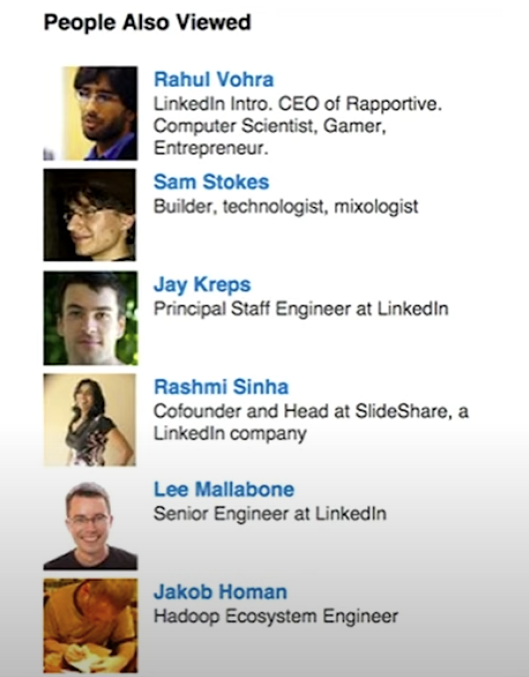 People Also Viewed
Rahul Vohra
LinkedIn Intro. CEO of Rapportive.
Computer Scientist, Gamer,
Entrepreneur.
Sam Stokes
Builder, technologist, mixologist
Jay Kreps
Principal Staff Engineer at LinkedIn
Rashmi Sinha
Cofounder and Head at SlideShare, a
LinkedIn company
Lee Mallabone
Senior Engineer at LinkedIn
Jakob Homan
Hadoop Ecosystem Engineer